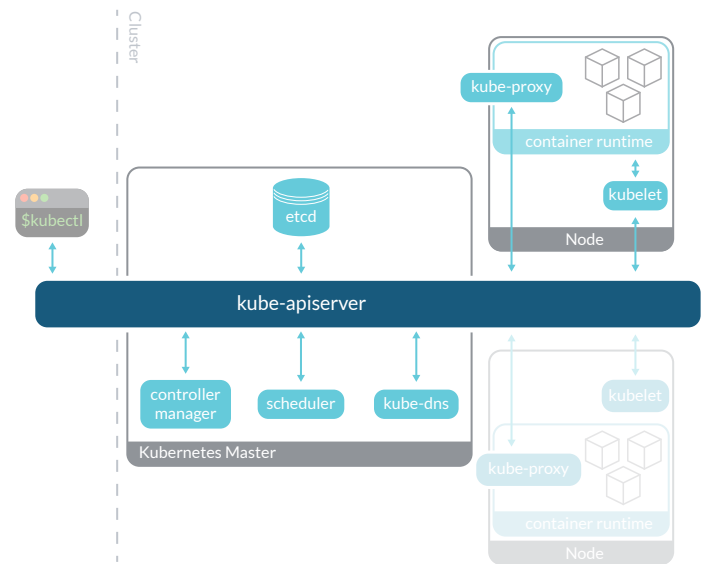 Cluster
kube-proxy
container runtime
kubelet
Node
etcd
$kubectl
kube-apiserver
controller
manager
scheduler
kube-dns
Kubernetes Master
kubelet
kube-proxy
container runtime
Node